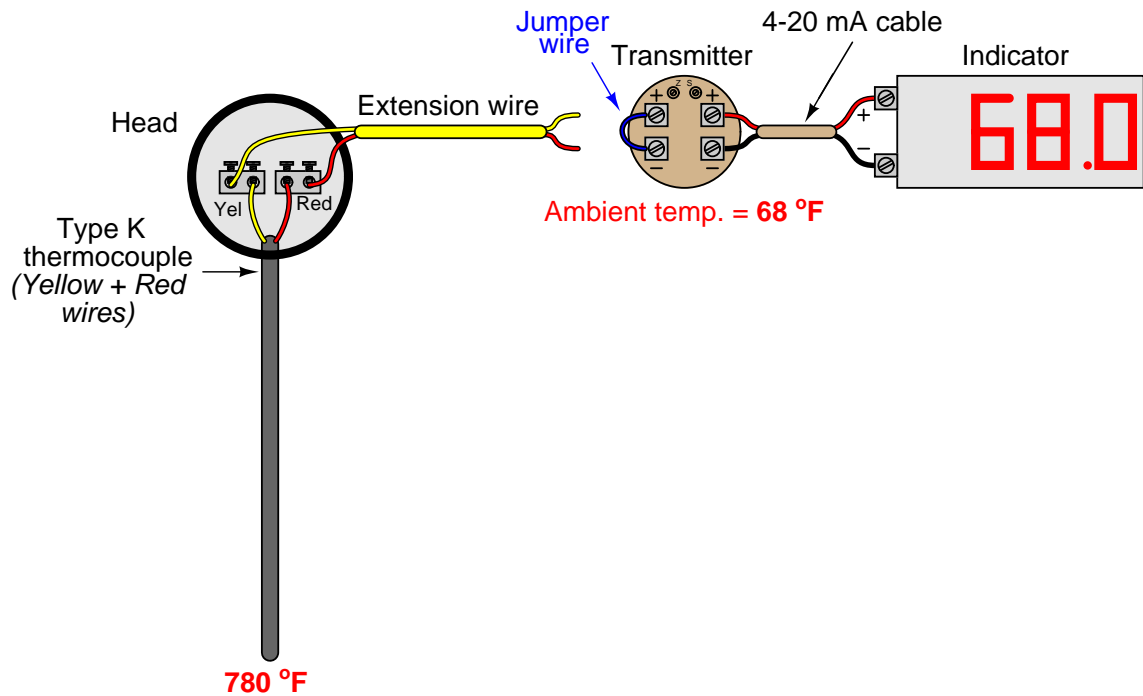 Jumper
wire
4-20 mA cable
Transmitter
Indicator
Head
Extension wire
Z S
+ +
– –
+
–
68.0
Yel Red
Ambient temp. = 68 °F
Type K
thermocouple
(Yellow + Red
wires)
780 °F